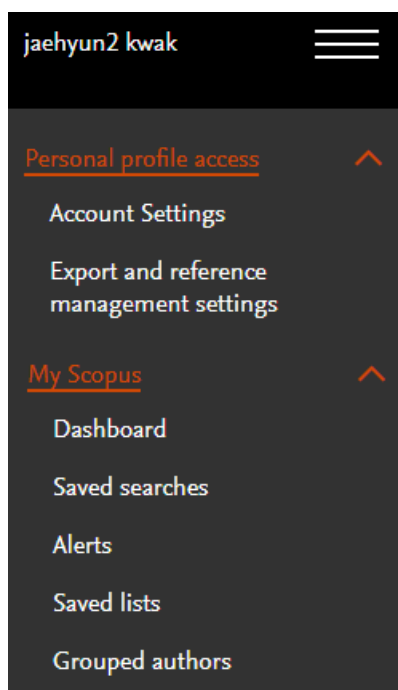 jaehyun2 kwak
Personal profile access
Account Settings
Export and reference
management settings
My Scopus
Dashboard
Saved searches
Alerts
Saved lists
Grouped authors